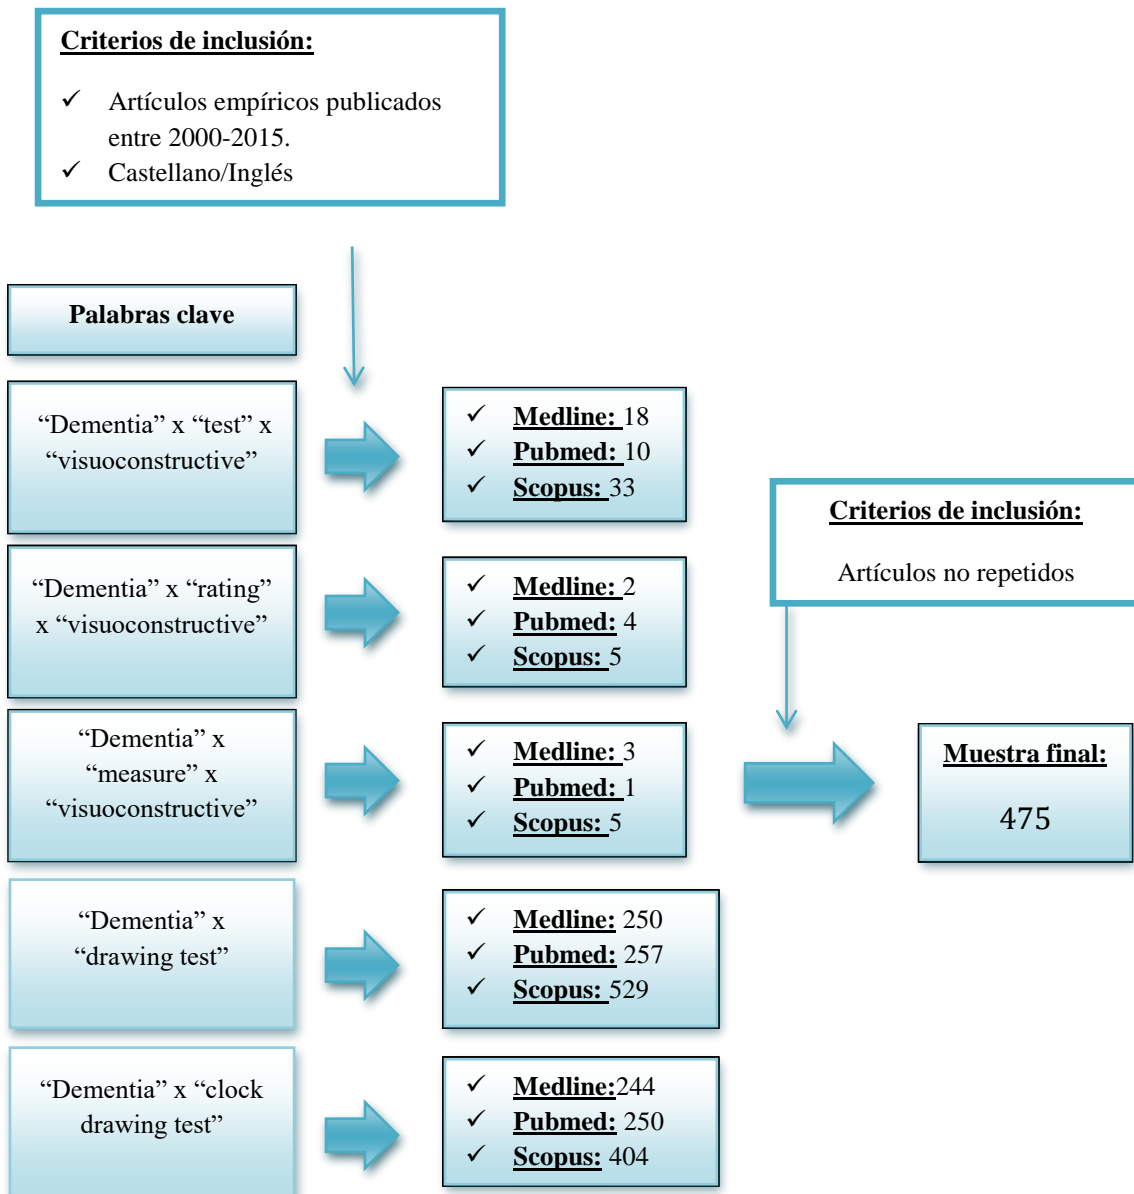 Criterios de inclusión:
✓ Artículos empíricos publicados
entre 2000-2015.
✓ Castellano/Inglés
Palabras clave
“Dementia” x “test” x
“visuoconstructive”
✓ Medline: 18
✓ Pubmed: 10
✓ Scopus: 33
Criterios de inclusión:
Artículos no repetidos
“Dementia” x “rating”
x “visuoconstructive”
✓ Medline: 2
✓ Pubmed: 4
✓ Scopus: 5
“Dementia” x
“measure” x
“visuoconstructive”
✓ Medline: 3
✓ Pubmed: 1
✓ Scopus: 5
Muestra final:
475
“Dementia” x
“drawing test”
✓ Medline: 250
✓ Pubmed: 257
✓ Scopus: 529
“Dementia” x “clock
drawing test”
✓ Medline:244
✓ Pubmed: 250
✓ Scopus: 404